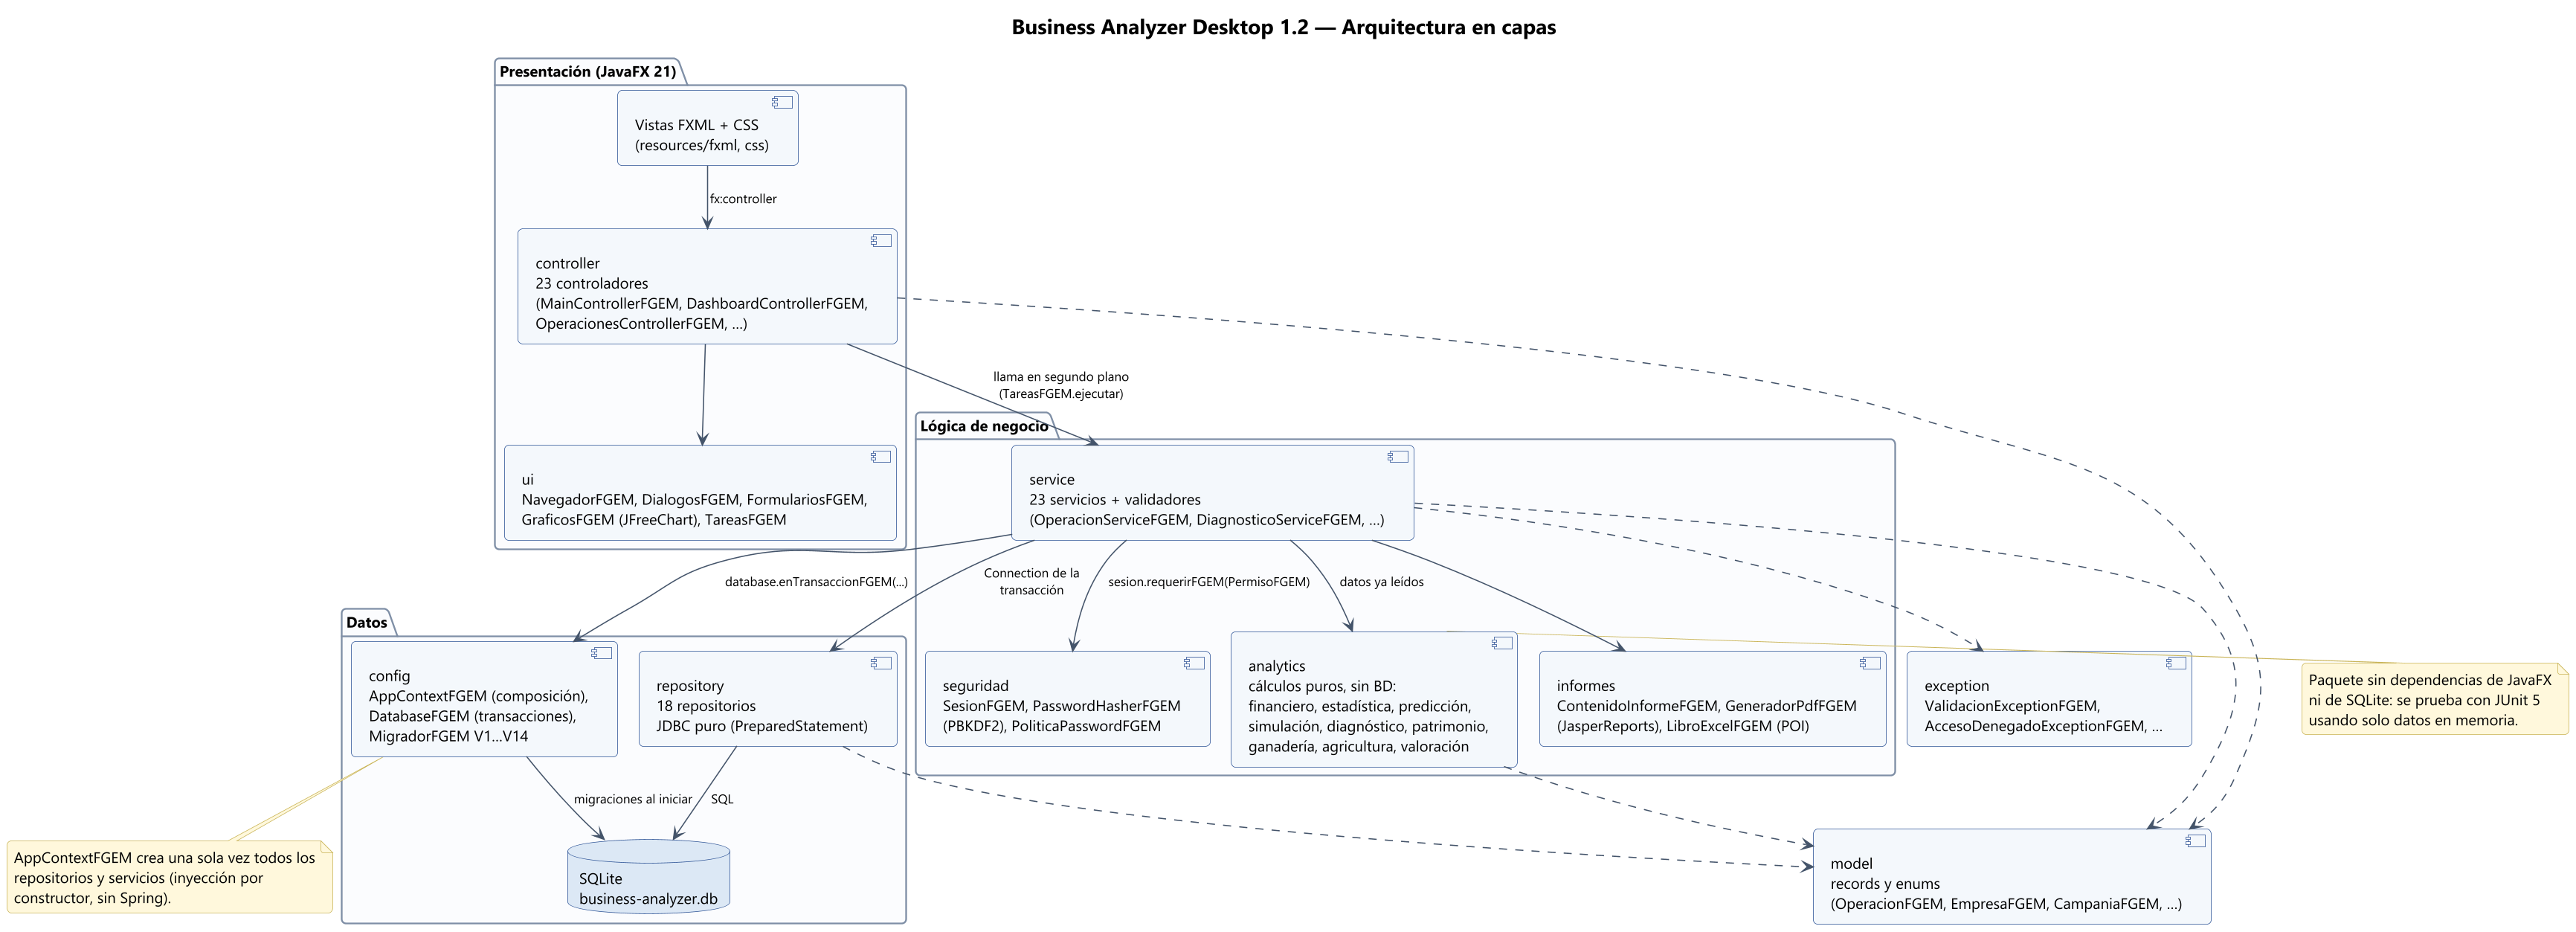 Business Analyzer Desktop 1.2 — Arquitectura en capas
Presentación (JavaFX 21)
Vistas FXML + CSS
(resources/fxml, css)
fx:controller
controller
23 controladores
(MainControllerFGEM, DashboardControllerFGEM,
OperacionesControllerFGEM, ...)
llama en segundo plano
(TareasFGEM.ejecutar)
ui
NavegadorFGEM, DialogosFGEM, FormulariosFGEM,
GraficosFGEM (JFreeChart), TareasFGEM
Lógica de negocio
service
23 servicios + validadores
(OperacionServiceFGEM, DiagnosticoServiceFGEM, ...)
database.enTransaccionFGEM(...)
Connection de la
transacción
sesion.requerirFGEM(PermisoFGEM)
datos ya leídos
Datos
config
AppContextFGEM (composición),
DatabaseFGEM (transacciones),
MigradorFGEM V1...V14
repository
18 repositorios
JDBC puro (PreparedStatement)
seguridad
SesionFGEM, PasswordHasherFGEM
(PBKDF2), PoliticaPasswordFGEM
analytics
cálculos puros, sin BD:
financiero, estadística, predicción,
simulación, diagnóstico, patrimonio,
ganadería, agricultura, valoración
informes
ContenidoInformeFGEM, GeneradorPdfFGEM
(JasperReports), LibroExcelFGEM (POI)
exception
ValidacionExceptionFGEM,
AccesoDenegadoExceptionFGEM, ...
Paquete sin dependencias de JavaFX
ni de SQLite: se prueba con JUnit 5
usando solo datos en memoria.
migraciones al iniciar
SQL
AppContextFGEM crea una sola vez todos los
repositorios y servicios (inyección por
constructor, sin Spring).
SQLite
business-analyzer.db
model
records y enums
(OperacionFGEM, EmpresaFGEM, CampaniaFGEM, ...)